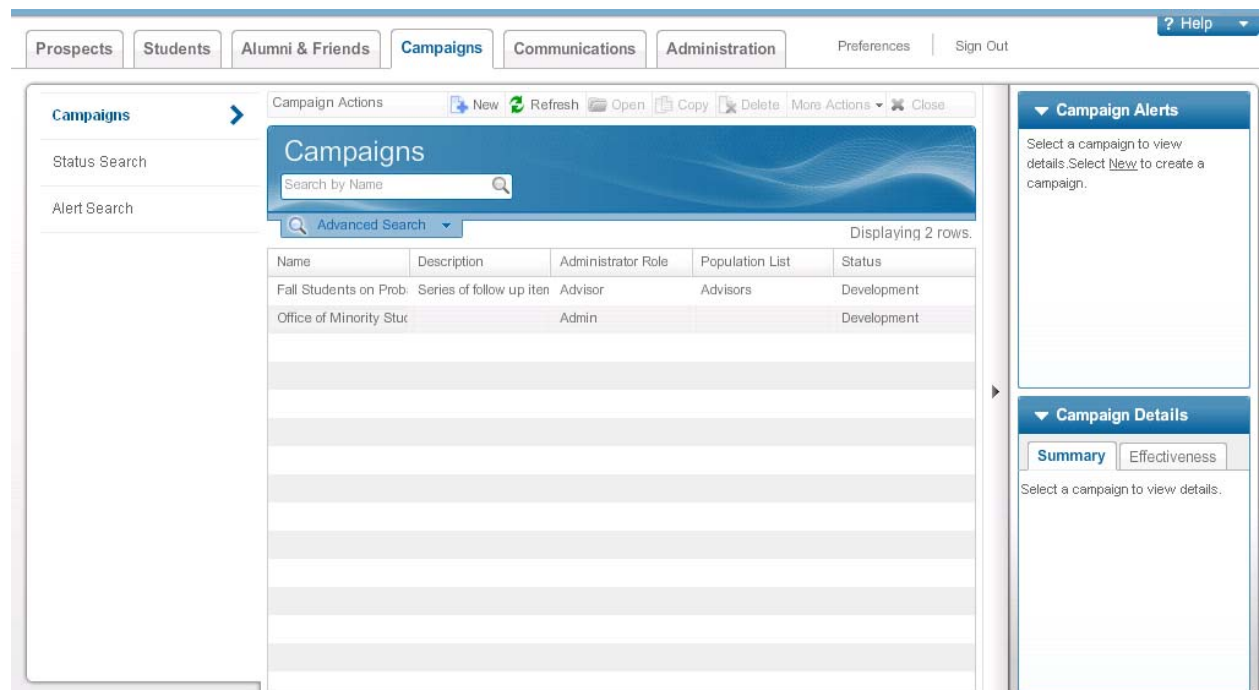 ? Help
Prospects
Students
Alumni & Friends
Campaigns
Communications
Administration
Preferences
Sign Out
Campaigns
Status Search
Alert Search
Campaign Actions
New
Refresh
Open
Copy
Delete
More Actions
Close
Campaigns
Search by Name
Advanced Search
Displaying 2 rows.
Name Description Administrator Role Population List Status
Fall Students on Prob Series of follow up iten Advisor Advisors Development
Office of Minority Stuc Admin Development
Campaign Alerts
Select a campaign to view
details.Select New to create a
campaign.
Campaign Details
Summary
Effectiveness
Select a campaign to view details.